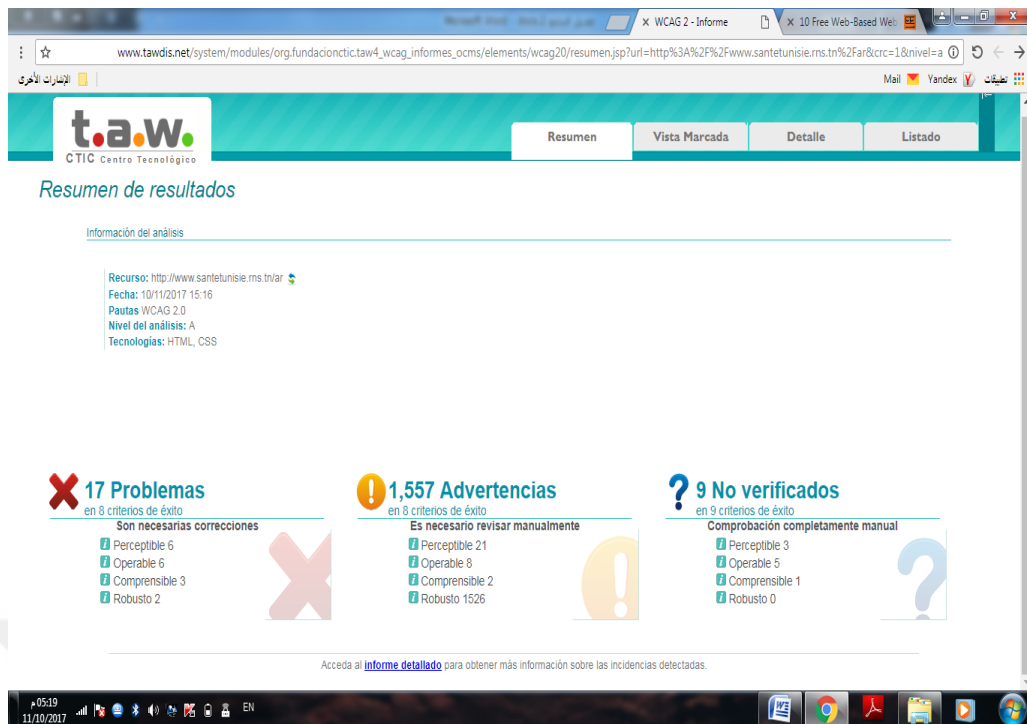 WCAG 2 - Informe
10 Free Web-Based Web
www.tawdis.net/system/modules/org.fundacionctic.taw4_wcag_informes_ocms/elements/wcag20/resumen.jsp?url=http%3A%2F%2Fwww.santetunisie.rns.tn%2Far&crc=1&nivel=a
الإشارات الأخرى
Mail Yandex تطبيقات
t.a.w.
CTIC Centro Tecnológico
Resumen Vista Marcada Detalle Listado
Resumen de resultados
Información del análisis
Recurso: http://www.santetunisie.rns.tn/ar
Fecha: 10/11/2017 15:16
Pautas WCAG 2.0
Nivel del análisis: A
Tecnologías: HTML, CSS
17 Problemas
en 8 criterios de éxito
Son necesarias correcciones
Perceptible 6
Operable 6
Comprensible 3
Robusto 2
1,557 Advertencias
en 8 criterios de éxito
Es necesario revisar manualmente
Perceptible 21
Operable 8
Comprensible 2
Robusto 1526
9 No verificados
en 9 criterios de éxito
Comprobación completamente manual
Perceptible 3
Operable 5
Comprensible 1
Robusto 0
Acceda al informe detallado para obtener más información sobre las incidencias detectadas.
05:19 م
11/10/2017
EN